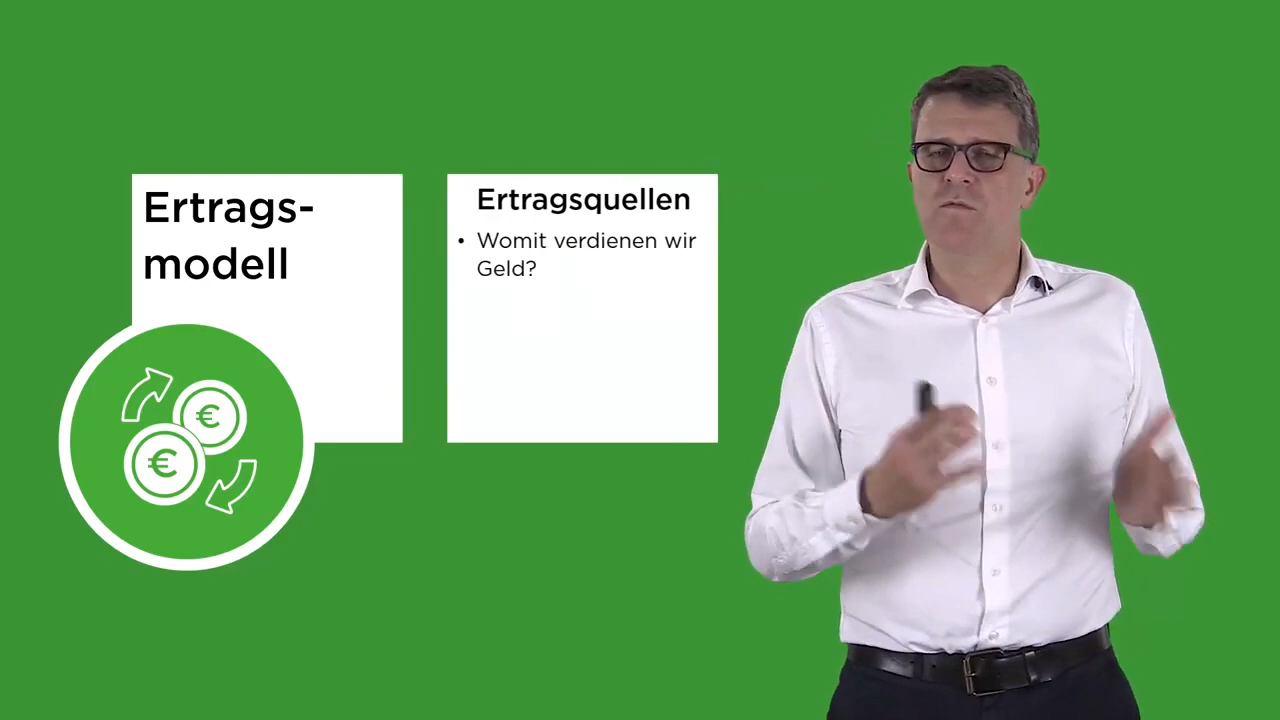 Ertrags-
modell
Ertragsquellen
• Womit verdienen wir
Geld?
€
€